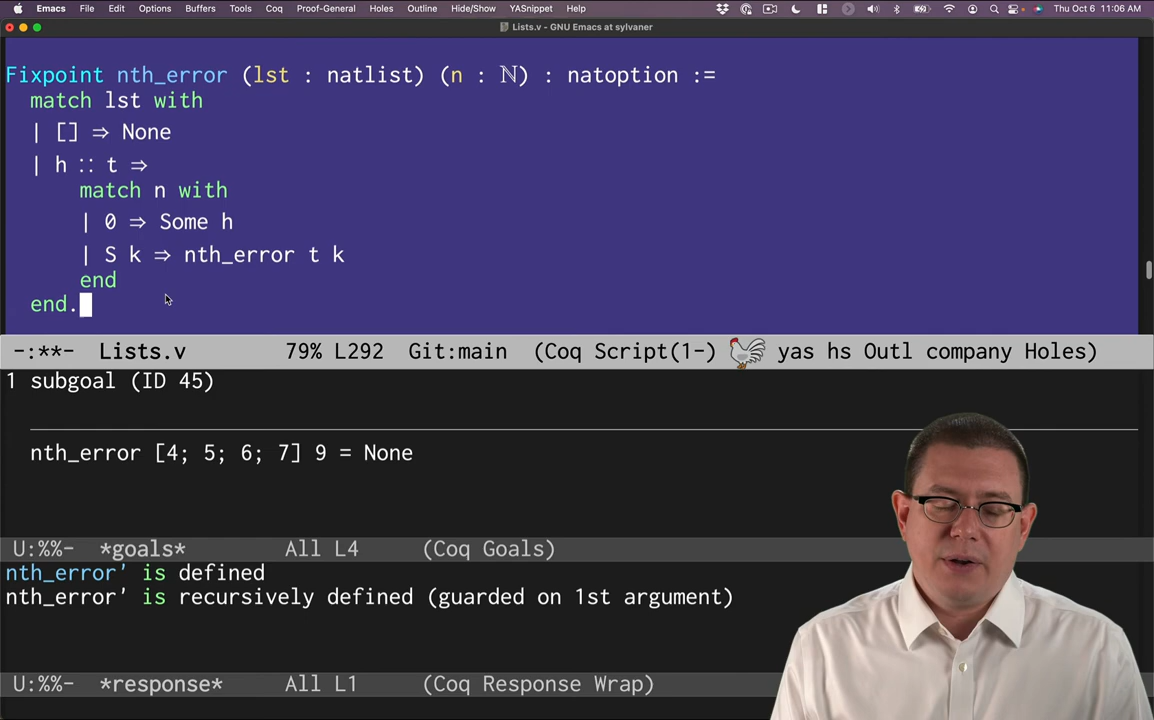 Emacs File Edit Options Buffers Tools Coq Proof-General Holes Outline Hide/Show YASnippet Help Thu Oct 6 11:06 AM
Lists.v - GNU Emacs at sylvaner
Fixpoint nth_error (lst : natlist) (n : ℕ) : natoption :=
match lst with
| [] ⇒ None
| h :: t ⇒
match n with
| 0 ⇒ Some h
| S k ⇒ nth_error t k
end
end.
-:**- Lists.v 79% L292 Git:main (Coq Script(1-) yas hs Outl company Holes)
1 subgoal (ID 45)
nth_error [4; 5; 6; 7] 9 = None
U:%%- *goals* All L4 (Coq Goals)
nth_error' is defined
nth_error' is recursively defined (guarded on 1st argument)
U:%%- *response* All L1 (Coq Response Wrap)